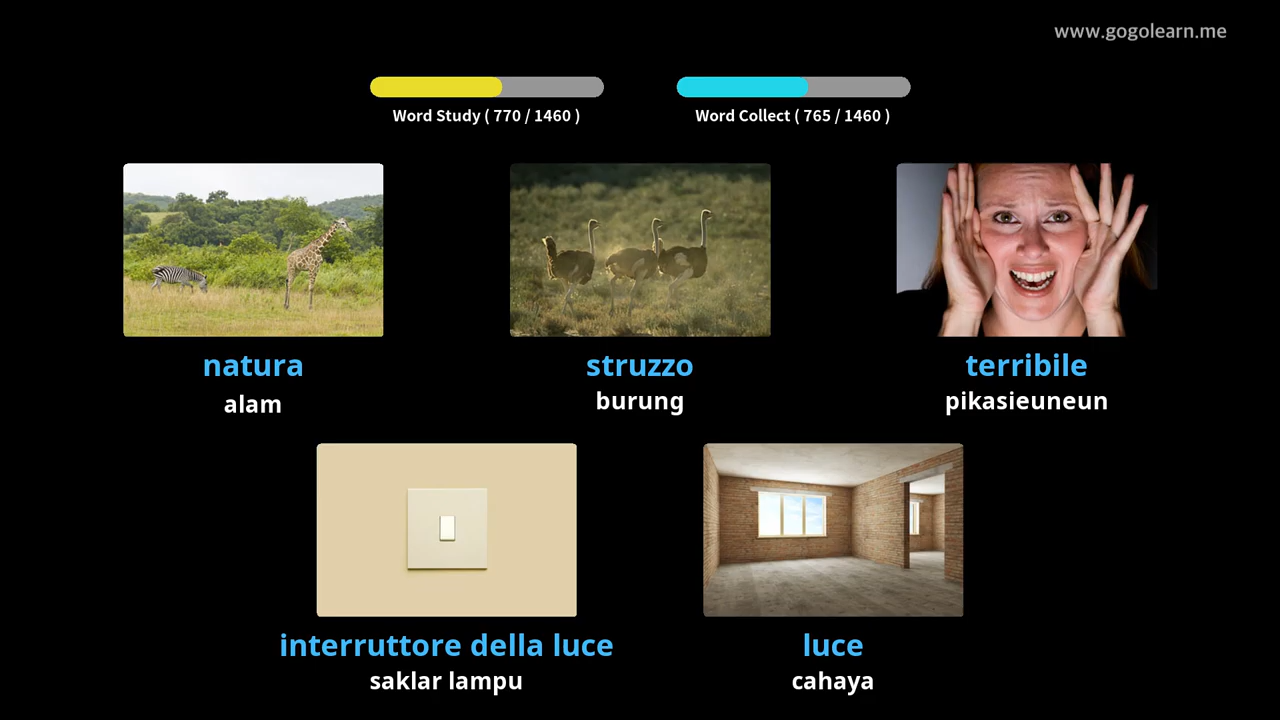 www.gogolearn.me
Word Study ( 770 / 1460 )
Word Collect ( 765 / 1460 )
natura
alam
struzzo
burung
terribile
pikasieuneun
interruttore della luce
saklar lampu
luce
cahaya